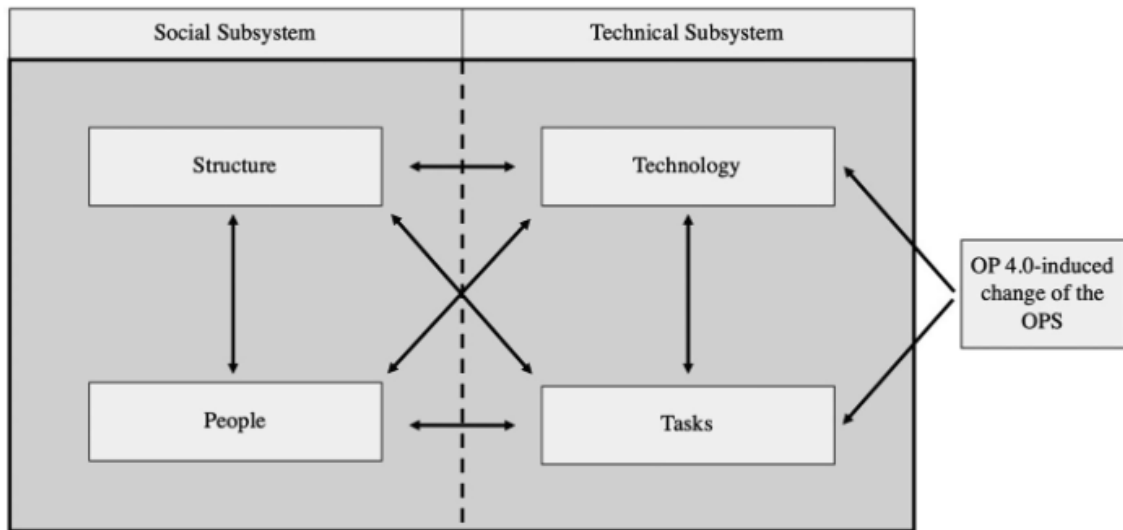 Social Subsystem
Technical Subsystem
Structure
Technology
OP 4.0-induced
change of the
OPS
People
Tasks